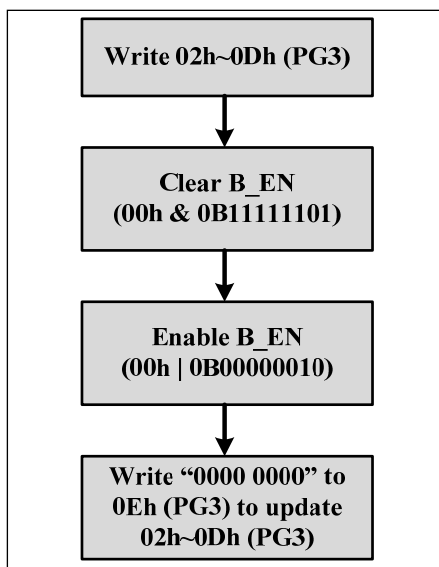 Write 02h~0Dh (PG3)
Clear B_EN
(00h & 0B11111101)
Enable B_EN
(00h | 0B00000010)
Write “0000 0000” to
0Eh (PG3) to update
02h~0Dh (PG3)